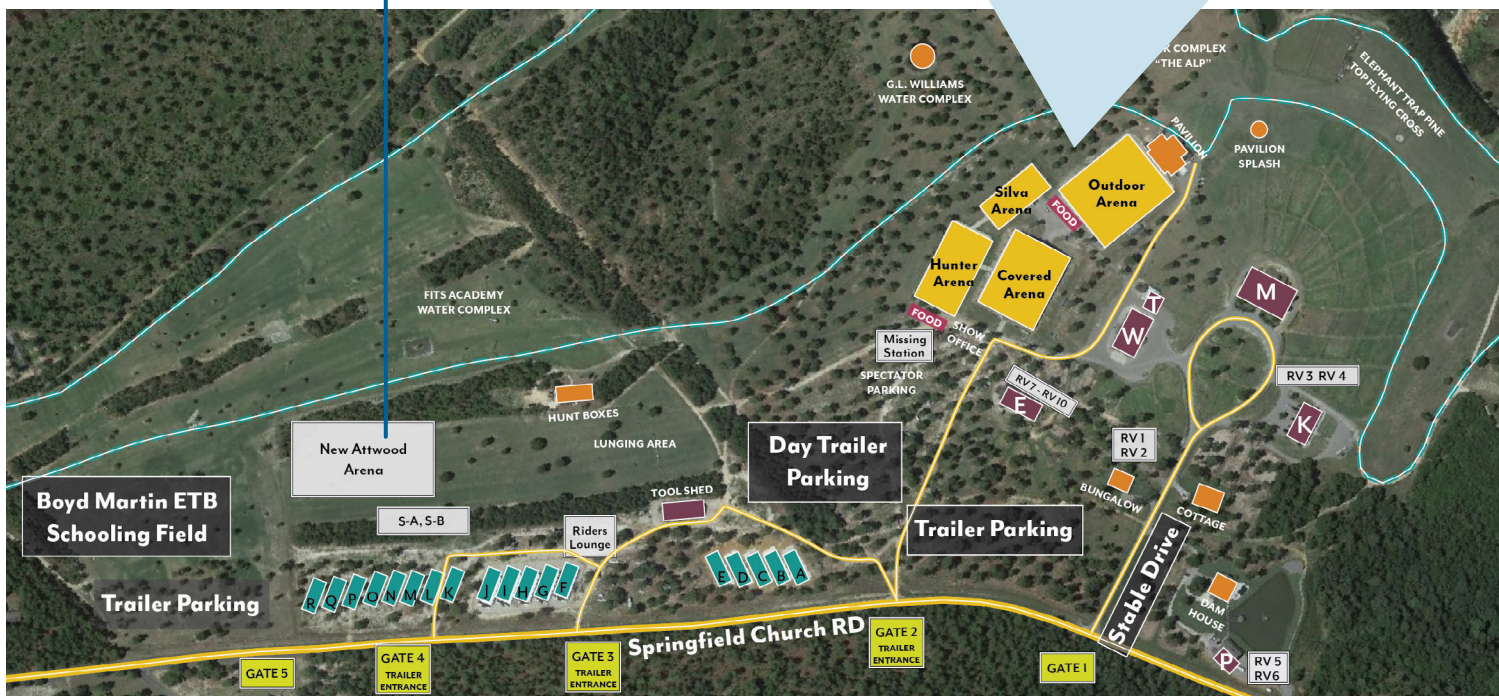 K COMPLEX
"THE ALP"
ELEPHANT TRAP PINE
TOP FLYING CROSS
G.L. WILLIAMS
WATER COMPLEX
PAVILION
PAVILION
SPLASH
Outdoor
Arena
Silva
Arena
FOOD
Hunter
Arena
Covered
Arena
FOOD
SHOW
OFFICE
T
W
M
FITS ACADEMY
WATER COMPLEX
Missing
Station
SPECTATOR
PARKING
RV7 - RV10
E
RV 3 RV 4
K
HUNT BOXES
New Attwood
Arena
LUNGING AREA
Day Trailer
Parking
RV 1
RV 2
BUNGALOW
COTTAGE
Boyd Martin ETB
Schooling Field
TOOL SHED
S-A, S-B
Riders
Lounge
Trailer Parking
Stable Drive
Trailer Parking
R Q P O N M L K
J I H G F
E D C B A
DAM
HOUSE
Springfield Church RD
P
RV 5
RV6
GATE 5
GATE 4
TRAILER
ENTRANCE
GATE 3
TRAILER
ENTRANCE
GATE 2
TRAILER
ENTRANCE
GATE 1